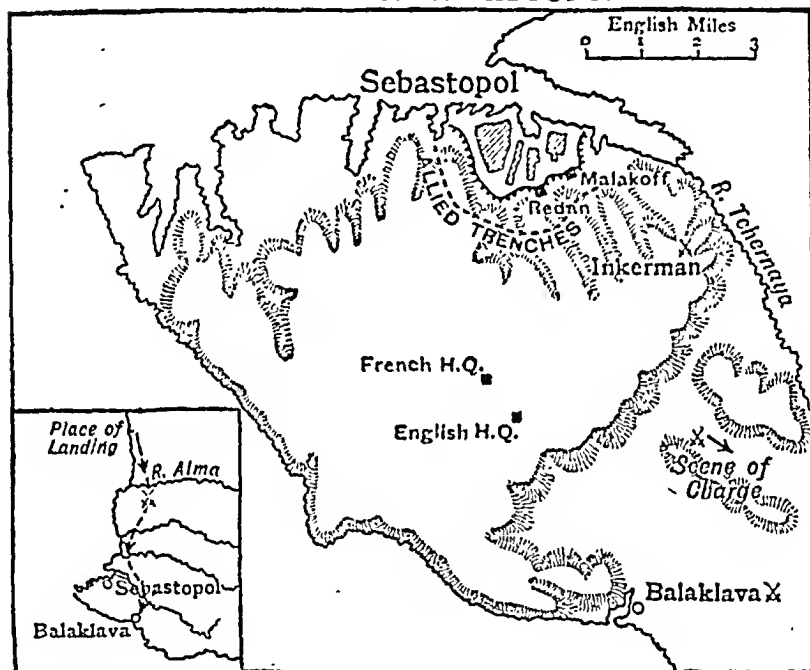 English Miles
0 1 2 3
Sebastopol
Malakoff
Redan
ALLIED TRENCHES
R. Tchernaya
Inkerman
French H.Q.
English H.Q.
Scene of
Charge
Balaklava
Place of
Landing
R. Alma
Sebastopol
Balaklava